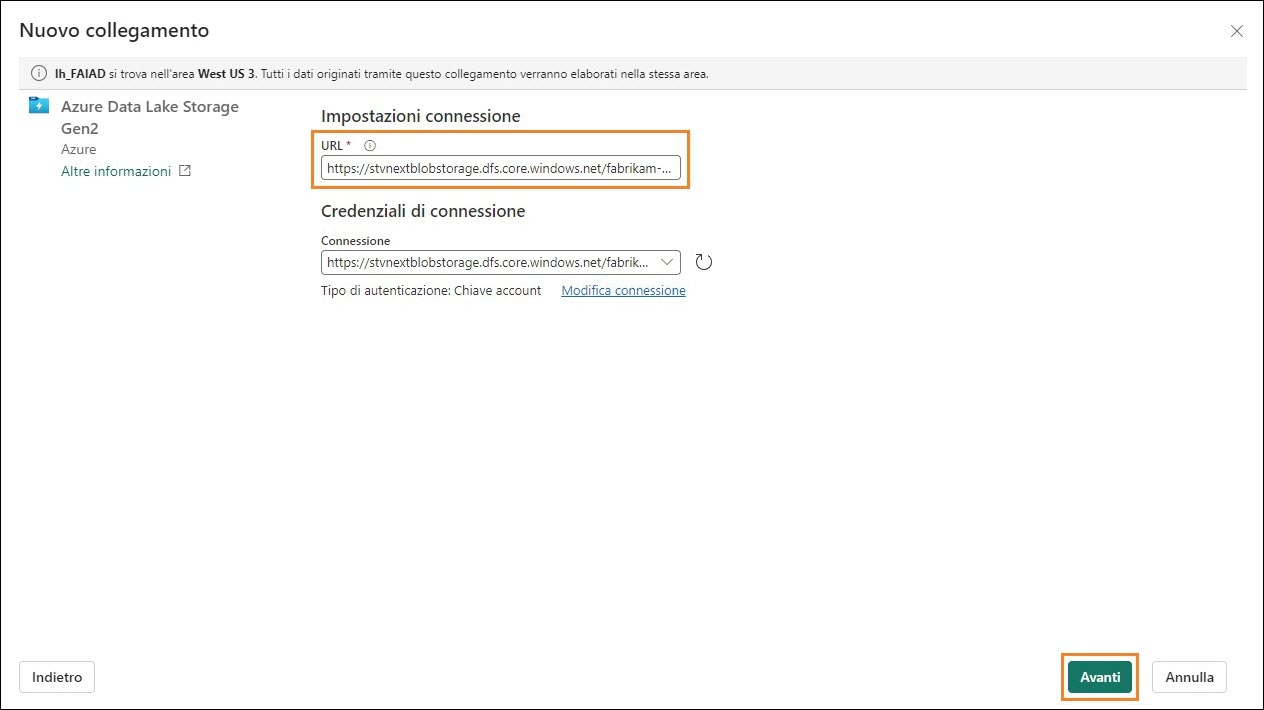 Nuovo collegamento
lh_FAIAD si trova nell'area West US 3. Tutti i dati originati tramite questo collegamento verranno elaborati nella stessa area.
Azure Data Lake Storage
Gen2
Azure
Altre informazioni
Impostazioni connessione
URL *
https://stvnextblobstorage.dfs.core.windows.net/fabrikam-...
Credenziali di connessione
Connessione
https://stvnextblobstorage.dfs.core.windows.net/fabrik...
Tipo di autenticazione: Chiave account Modifica connessione
Indietro
Avanti
Annulla